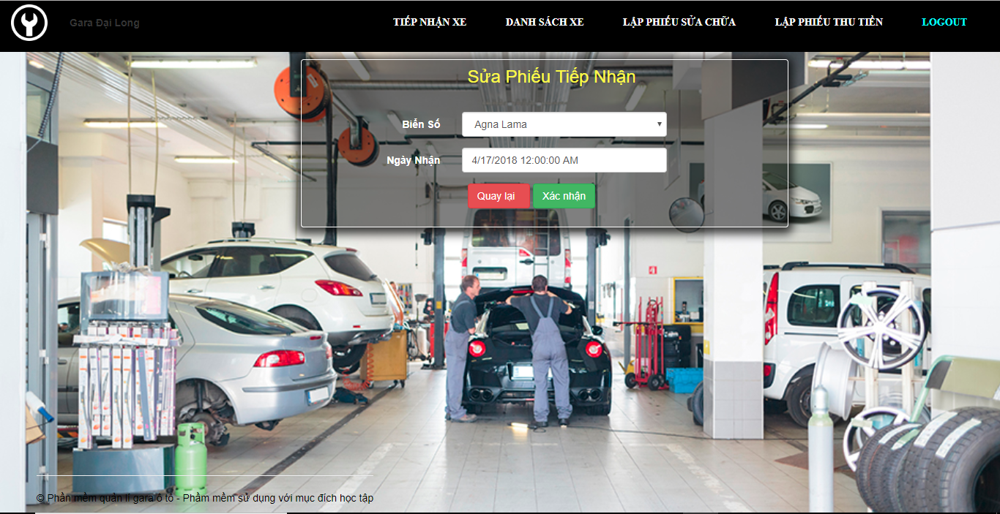 Gara Đại Long
TIẾP NHẬN XE DANH SÁCH XE LẬP PHIẾU SỬA CHỮA LẬP PHIẾU THU TIỀN LOGOUT
Sửa Phiếu Tiếp Nhận
Biển Số Agna Lama
Ngày Nhận 4/17/2018 12:00:00 AM
Quay lại Xác nhận
4
© Phần mềm quản lí gara ô tô - Phầm mềm sử dụng với mục đích học tập